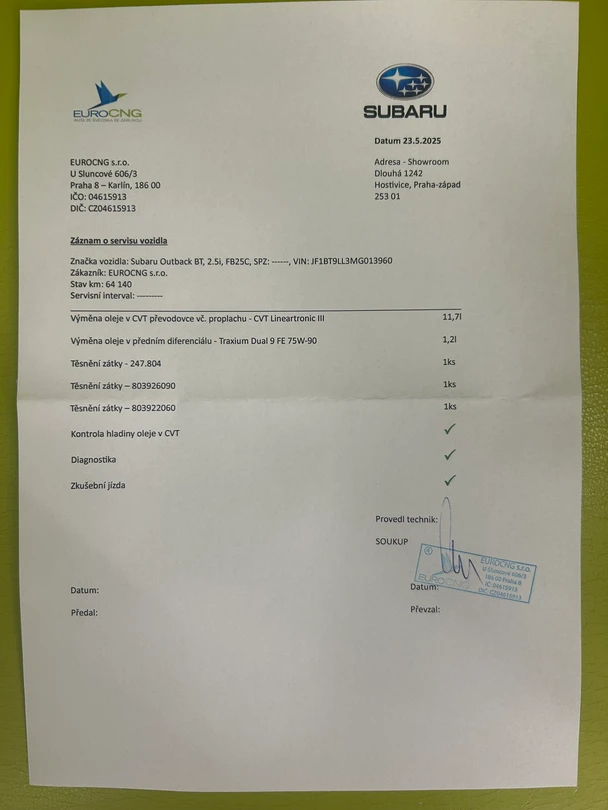 EUROCNG
SUBARU
Datum 23.5.2025
EUROCNG s.r.o.
U Sluncové 606/3
Praha 8 – Karlín, 186 00
IČO: 04615913
DIČ: CZ04615913
Adresa - Showroom
Dlouhá 1242
Hostivice, Praha-západ
253 01
Záznam o servisu vozidla
Značka vozidla: Subaru Outback BT, 2.5i, FB25C, SPZ: ------, VIN: JF1BT9LL3MG013960
Zákazník: EUROCNG s.r.o.
Stav km: 64 140
Servisní interval: ---------
Výměna oleje v CVT převodovce vč. proplachu - CVT Lineartronic III 11,7l
Výměna oleje v předním diferenciálu - Traxium Dual 9 FE 75W-90 1,2l
Těsnění zátky - 247.804 1ks
Těsnění zátky – 803926090 1ks
Těsnění zátky – 803922060 1ks
Kontrola hladiny oleje v CVT ✓
Diagnostika ✓
Zkušební jízda ✓
Provedl technik:
SOUKUP
EUROCNG
EUROCNG s.r.o.
U Sluncové 606/3
186 00 Praha 8
IČ: 04615913
DIČ: CZ04615913
Datum:
Datum:
Předal:
Převzal: